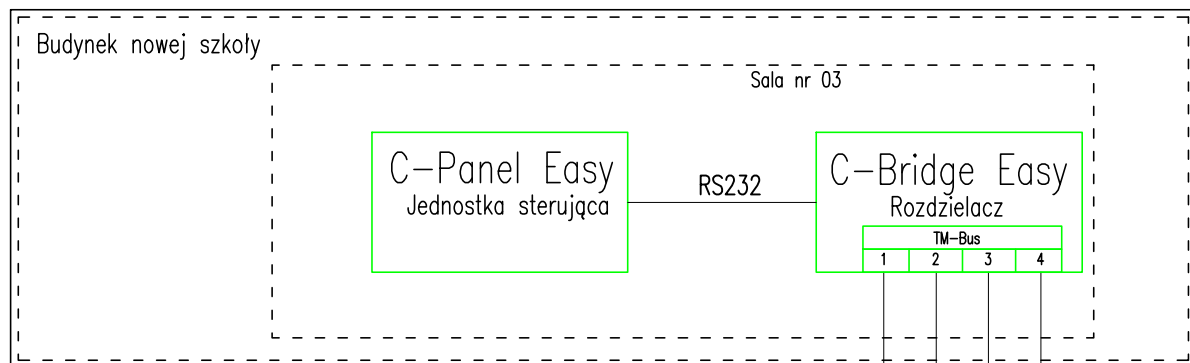 Budynek nowej szkoły
Sala nr 03
C-Panel Easy
Jednostka sterująca
RS232
C-Bridge Easy
Rozdzielacz
TM-Bus
1 2 3 4